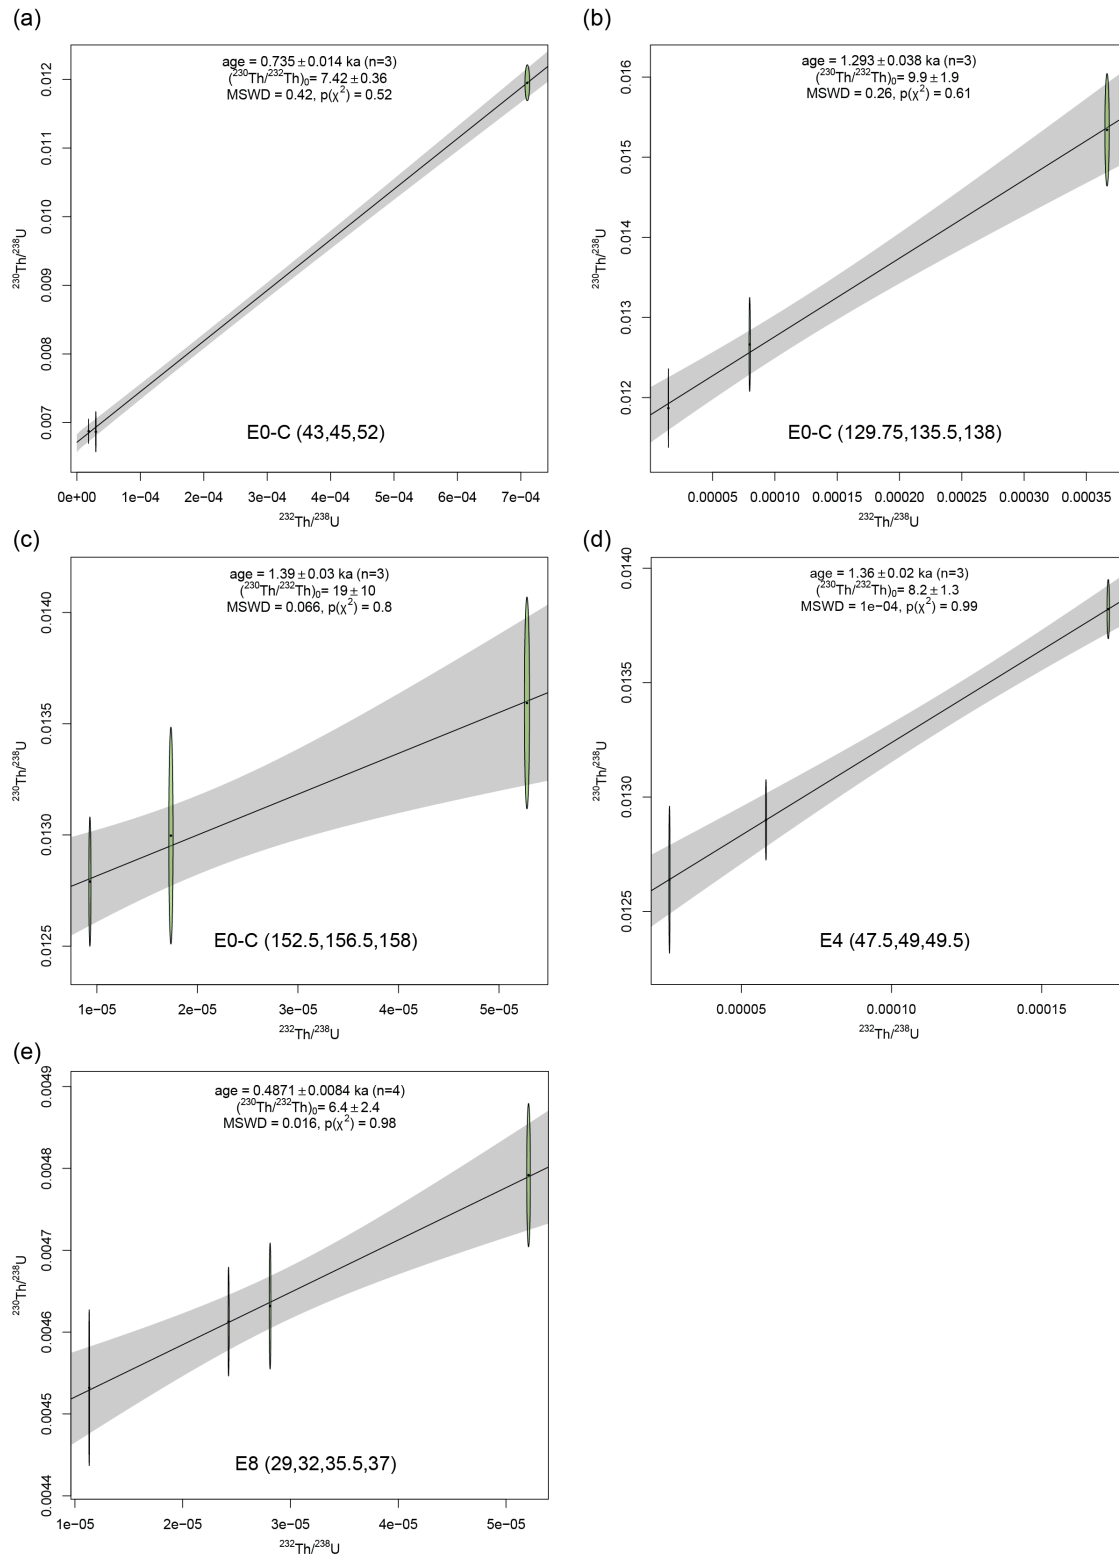 (a)
age = 0.735 ± 0.014 ka (n=3)
(²³⁰Th/²³²Th)₀= 7.42 ± 0.36
MSWD = 0.42, p(χ²) = 0.52
0.012
0.011
0.010
0.009
0.008
0.007
²³⁰Th/²³⁸U
E0-C (43,45,52)
0e+00 1e−04 2e−04 3e−04 4e−04 5e−04 6e−04 7e−04
²³²Th/²³⁸U
(b)
age = 1.293 ± 0.038 ka (n=3)
(²³⁰Th/²³²Th)₀= 9.9 ± 1.9
MSWD = 0.26, p(χ²) = 0.61
0.016
0.015
0.014
0.013
0.012
²³⁰Th/²³⁸U
E0-C (129.75,135.5,138)
0.00005 0.00010 0.00015 0.00020 0.00025 0.00030 0.00035
²³²Th/²³⁸U
(c)
age = 1.39 ± 0.03 ka (n=3)
(²³⁰Th/²³²Th)₀= 19 ± 10
MSWD = 0.066, p(χ²) = 0.8
0.0140
0.0135
0.0130
0.0125
²³⁰Th/²³⁸U
E0-C (152.5,156.5,158)
1e−05 2e−05 3e−05 4e−05 5e−05
²³²Th/²³⁸U
(d)
age = 1.36 ± 0.02 ka (n=3)
(²³⁰Th/²³²Th)₀= 8.2 ± 1.3
MSWD = 1e−04, p(χ²) = 0.99
0.0140
0.0135
0.0130
0.0125
²³⁰Th/²³⁸U
E4 (47.5,49,49.5)
0.00005 0.00010 0.00015
²³²Th/²³⁸U
(e)
age = 0.4871 ± 0.0084 ka (n=4)
(²³⁰Th/²³²Th)₀= 6.4 ± 2.4
MSWD = 0.016, p(χ²) = 0.98
0.0049
0.0048
0.0047
0.0046
0.0045
0.0044
²³⁰Th/²³⁸U
E8 (29,32,35.5,37)
1e−05 2e−05 3e−05 4e−05 5e−05
²³²Th/²³⁸U